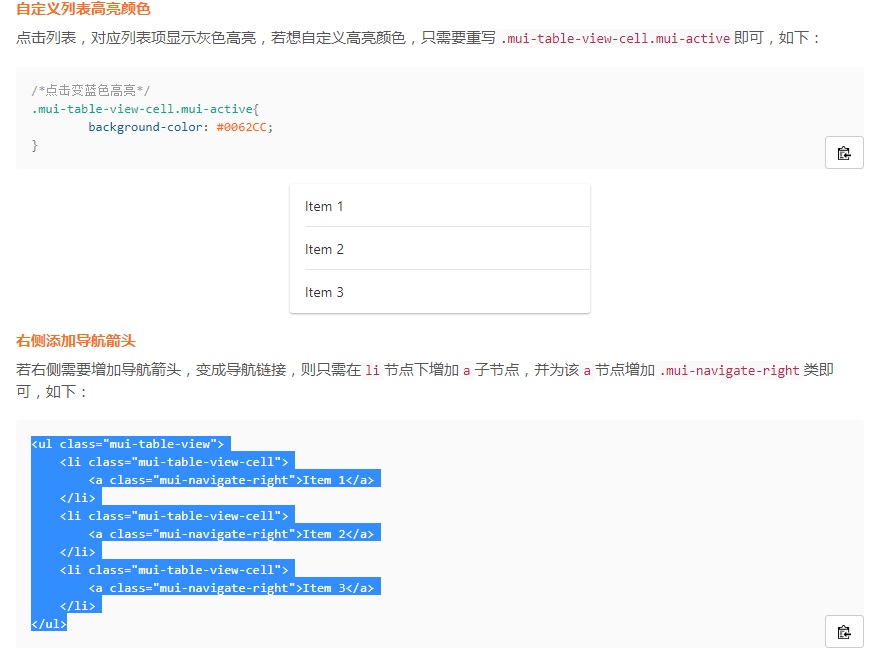 自定义列表高亮颜色
点击列表，对应列表项显示灰色高亮，若想自定义高亮颜色，只需要重写 .mui-table-view-cell.mui-active 即可，如下：
/*点击变蓝色高亮*/
.mui-table-view-cell.mui-active{
        background-color: #0062CC;
}
Item 1
Item 2
Item 3
右侧添加导航箭头
若右侧需要增加导航箭头，变成导航链接，则只需在 li 节点下增加 a 子节点，并为该 a 节点增加 .mui-navigate-right 类即
可，如下：
<ul class="mui-table-view">
    <li class="mui-table-view-cell">
        <a class="mui-navigate-right">Item 1</a>
    </li>
    <li class="mui-table-view-cell">
        <a class="mui-navigate-right">Item 2</a>
    </li>
    <li class="mui-table-view-cell">
        <a class="mui-navigate-right">Item 3</a>
    </li>
</ul>